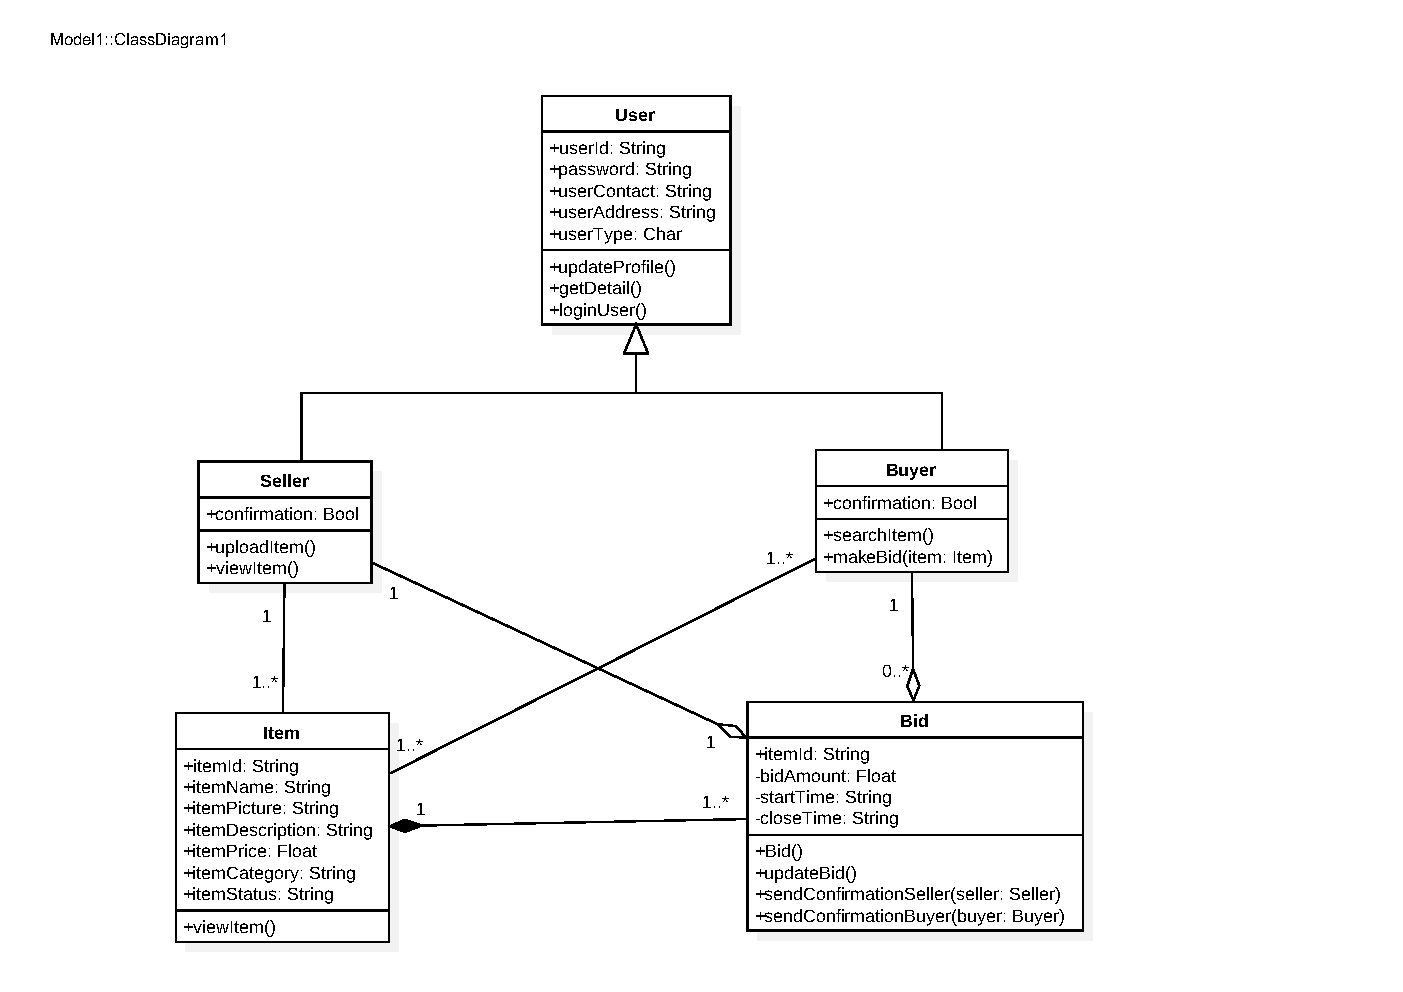 Model1::ClassDiagram1
User
+userId: String
+password: String
+userContact: String
+userAddress: String
+userType: Char
+updateProfile()
+getDetail()
+loginUser()
Seller
+confirmation: Bool
+uploadItem()
+viewItem()
Buyer
+confirmation: Bool
+searchItem()
+makeBid(item: Item)
1..*
1
1
1
1..*
0..*
1..*
1
1
1..*
Item
+itemId: String
+itemName: String
+itemPicture: String
+itemDescription: String
+itemPrice: Float
+itemCategory: String
+itemStatus: String
+viewItem()
Bid
+itemId: String
-bidAmount: Float
-startTime: String
-closeTime: String
+Bid()
+updateBid()
+sendConfirmationSeller(seller: Seller)
+sendConfirmationBuyer(buyer: Buyer)